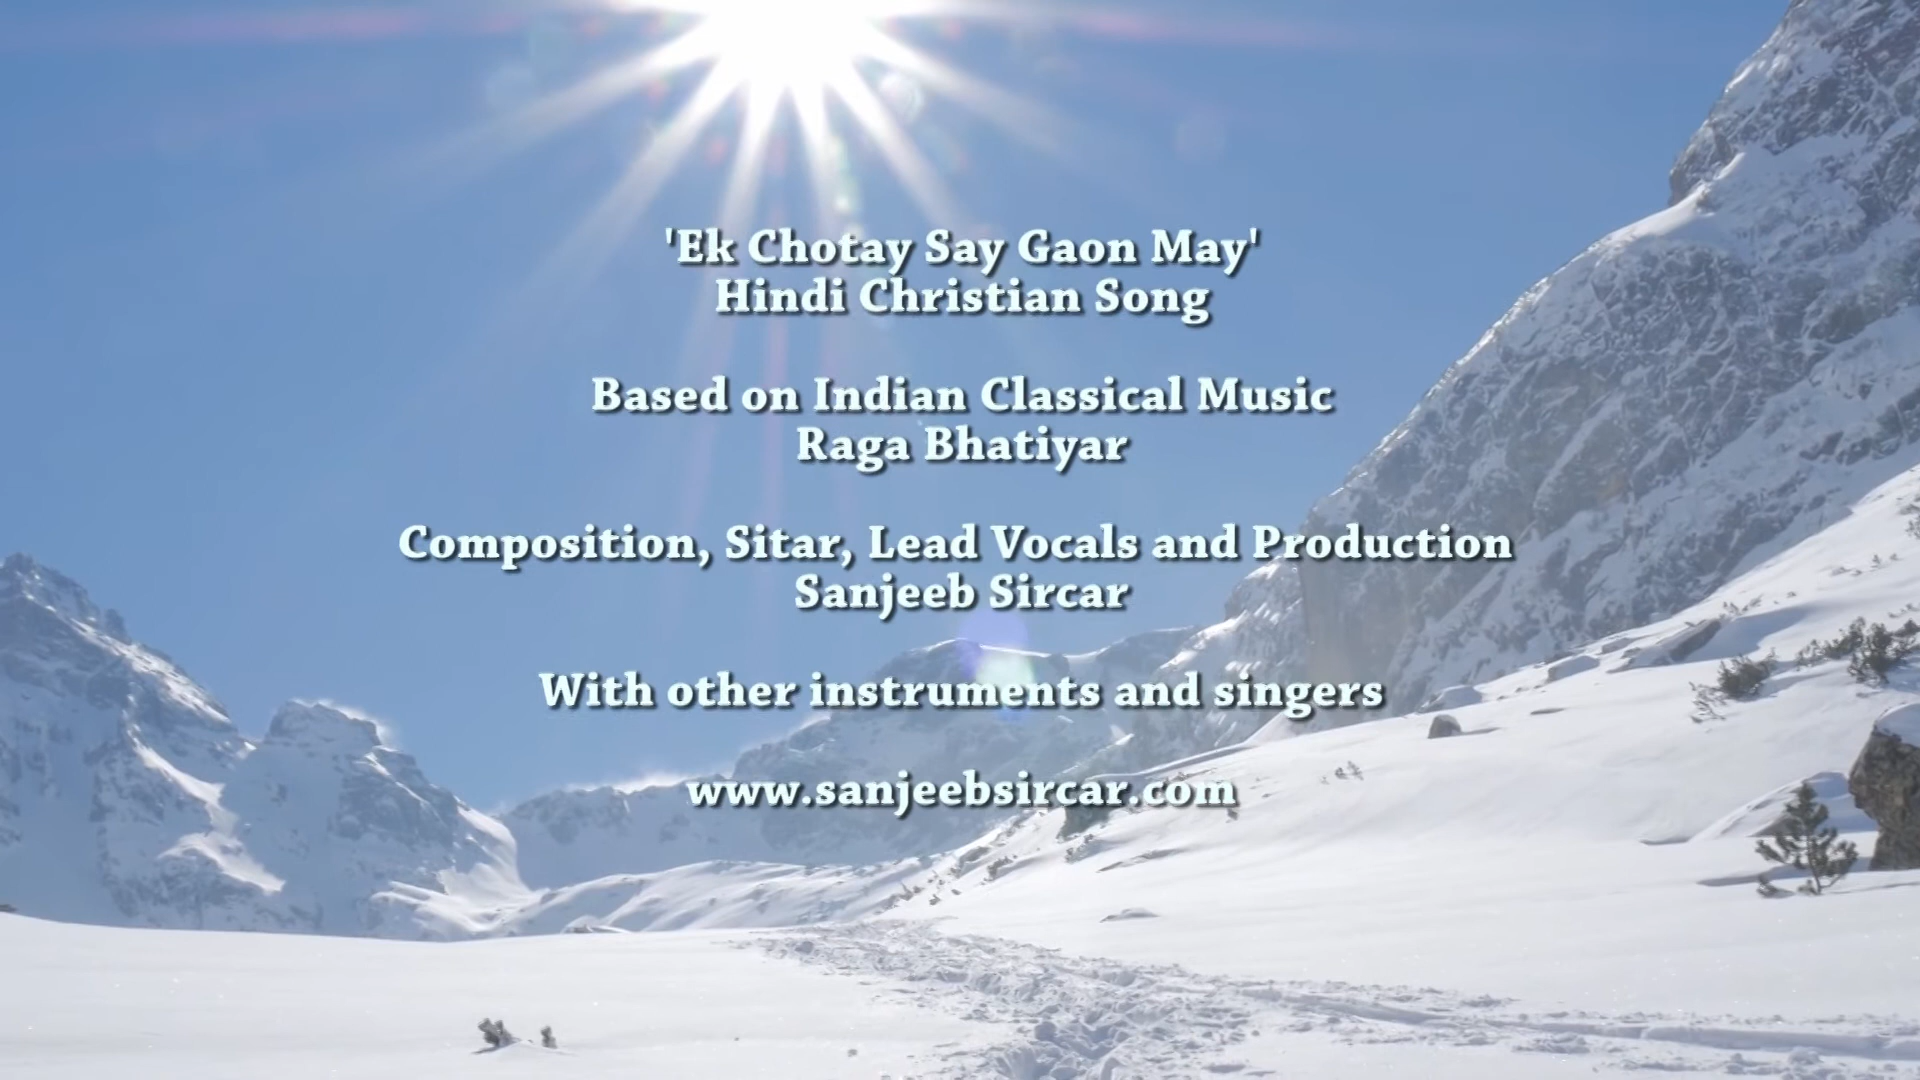 'Ek Chotay Say Gaon May'
Hindi Christian Song
Based on Indian Classical Music
Raga Bhatiyar
Composition, Sitar, Lead Vocals and Production
Sanjeeb Sircar
With other instruments and singers
www.sanjeebsircar.com